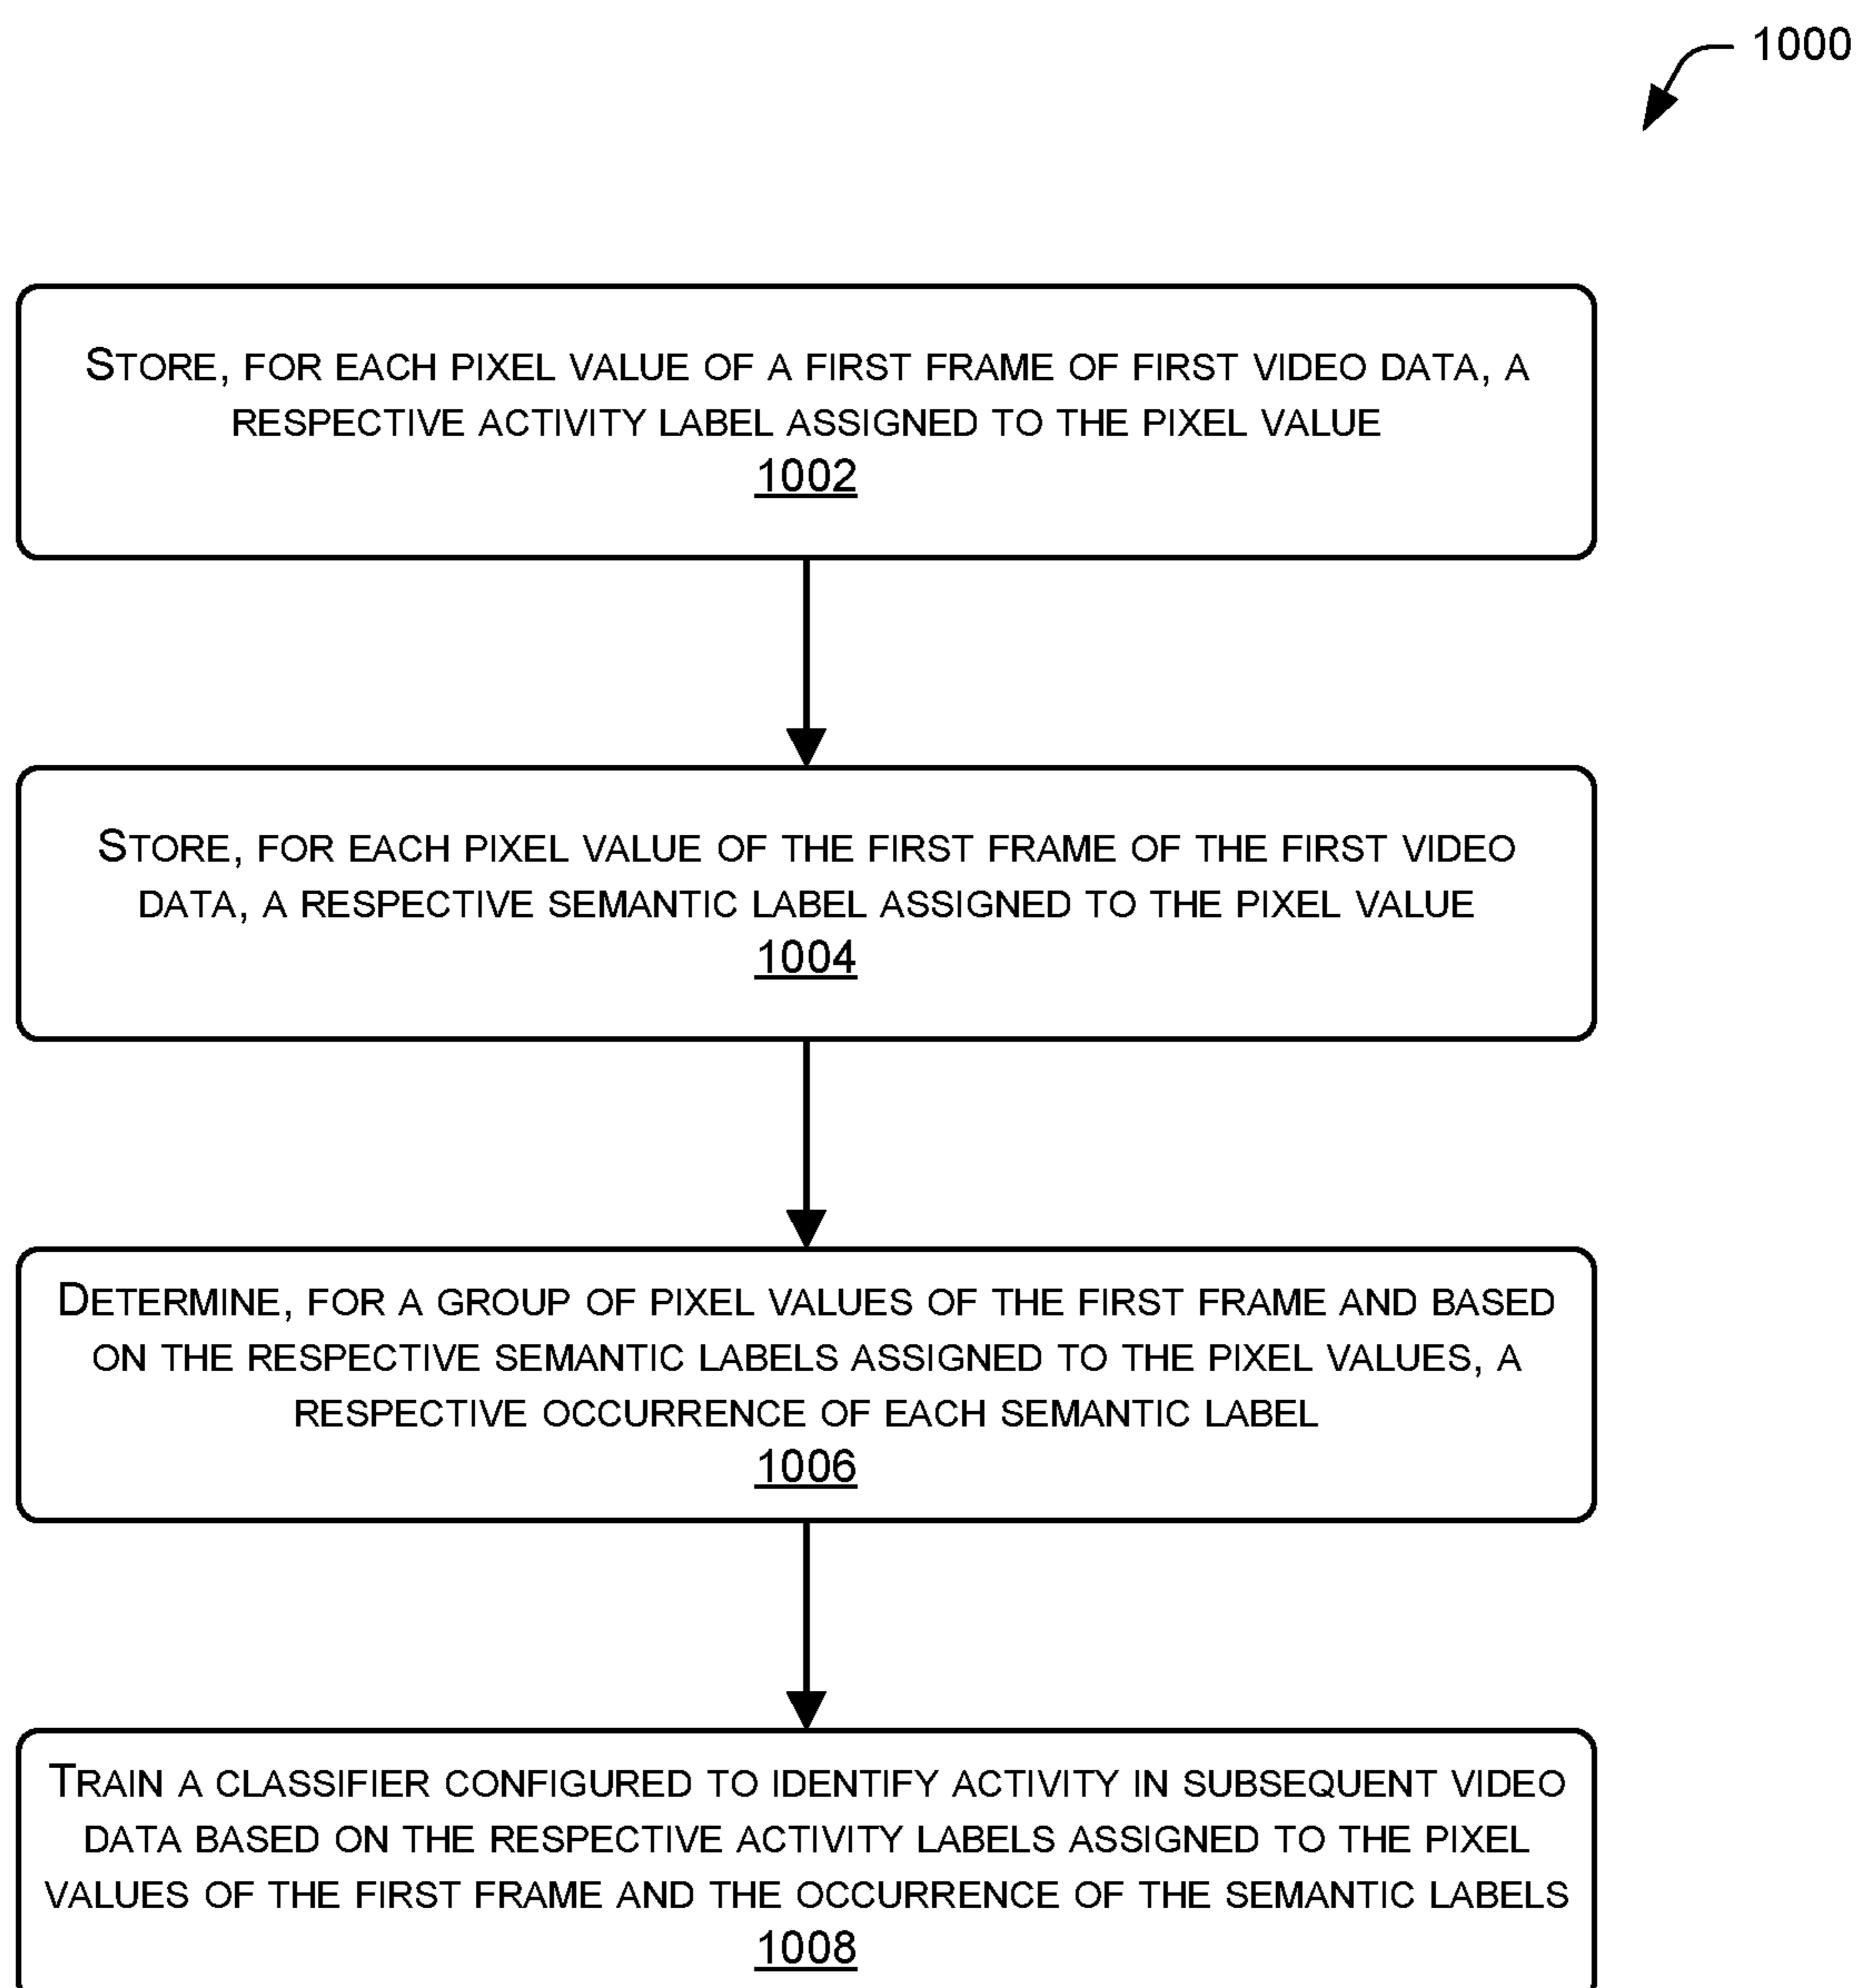 1000
STORE, FOR EACH PIXEL VALUE OF A FIRST FRAME OF FIRST VIDEO DATA, A
RESPECTIVE ACTIVITY LABEL ASSIGNED TO THE PIXEL VALUE
1002
STORE, FOR EACH PIXEL VALUE OF THE FIRST FRAME OF THE FIRST VIDEO
DATA, A RESPECTIVE SEMANTIC LABEL ASSIGNED TO THE PIXEL VALUE
1004
DETERMINE, FOR A GROUP OF PIXEL VALUES OF THE FIRST FRAME AND BASED
ON THE RESPECTIVE SEMANTIC LABELS ASSIGNED TO THE PIXEL VALUES, A
RESPECTIVE OCCURRENCE OF EACH SEMANTIC LABEL
1006
TRAIN A CLASSIFIER CONFIGURED TO IDENTIFY ACTIVITY IN SUBSEQUENT VIDEO
DATA BASED ON THE RESPECTIVE ACTIVITY LABELS ASSIGNED TO THE PIXEL
VALUES OF THE FIRST FRAME AND THE OCCURRENCE OF THE SEMANTIC LABELS
1008